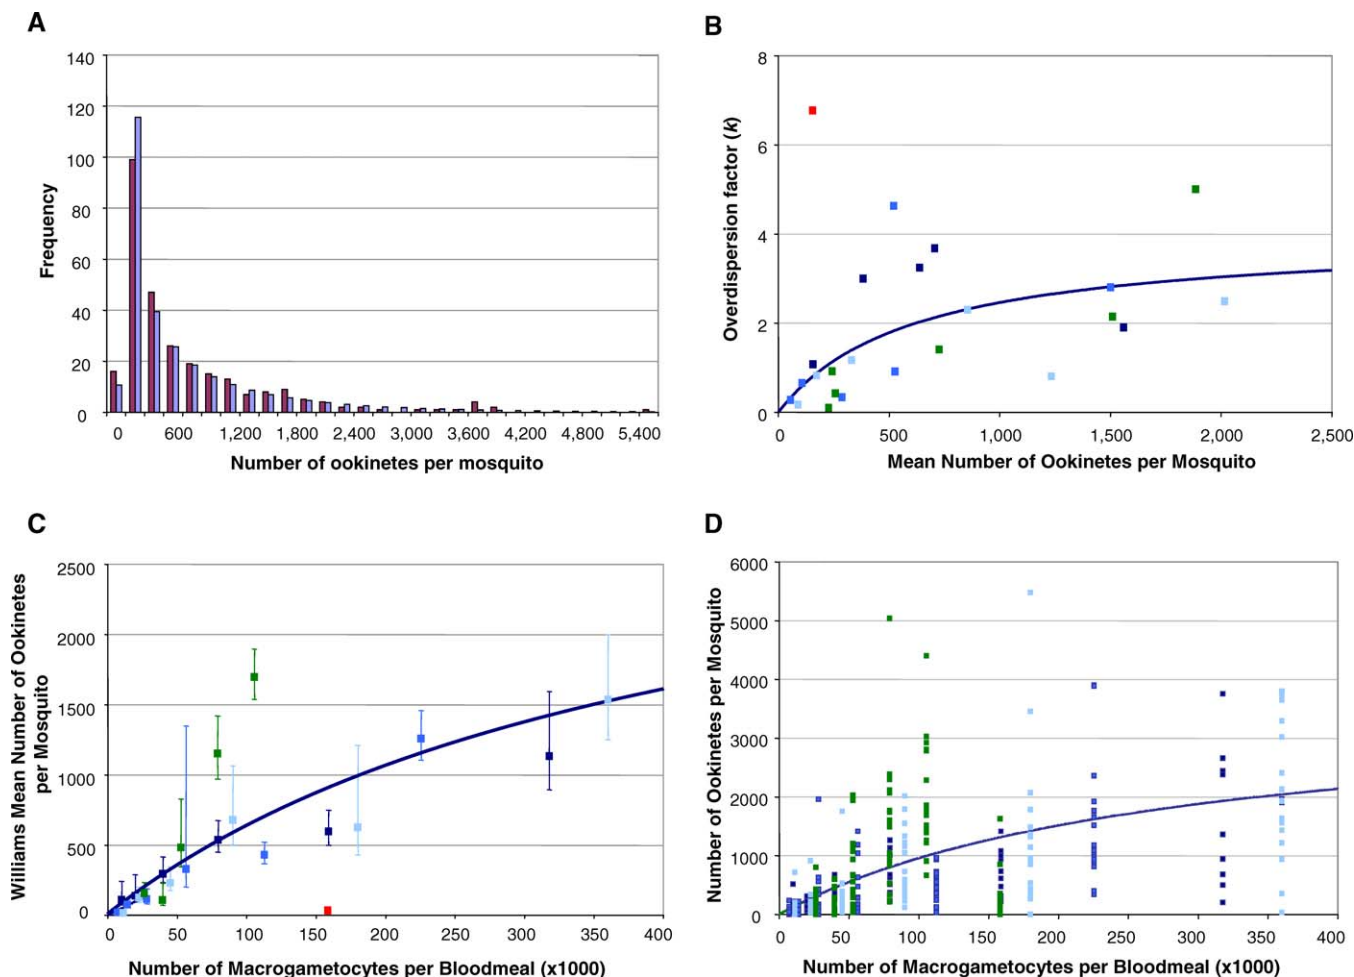 A
140
120
100
80
60
40
20
0
Frequency
0 600 1,200 1,800 2,400 3,000 3,600 4,200 4,800 5,400
Number of ookinetes per mosquito
B
8
6
4
2
0
Overdispersion factor (k)
0 500 1,000 1,500 2,000 2,500
Mean Number of Ookinetes per Mosquito
C
2500
2000
1500
1000
500
0
Williams Mean Number of Ookinetes
per Mosquito
0 50 100 150 200 250 300 350 400
Number of Macrogametocytes per Bloodmeal (x1000)
D
6000
5000
4000
3000
2000
1000
0
Number of Ookinetes per Mosquito
0 50 100 150 200 250 300 350 400
Number of Macrogametocytes per Bloodmeal (x1000)